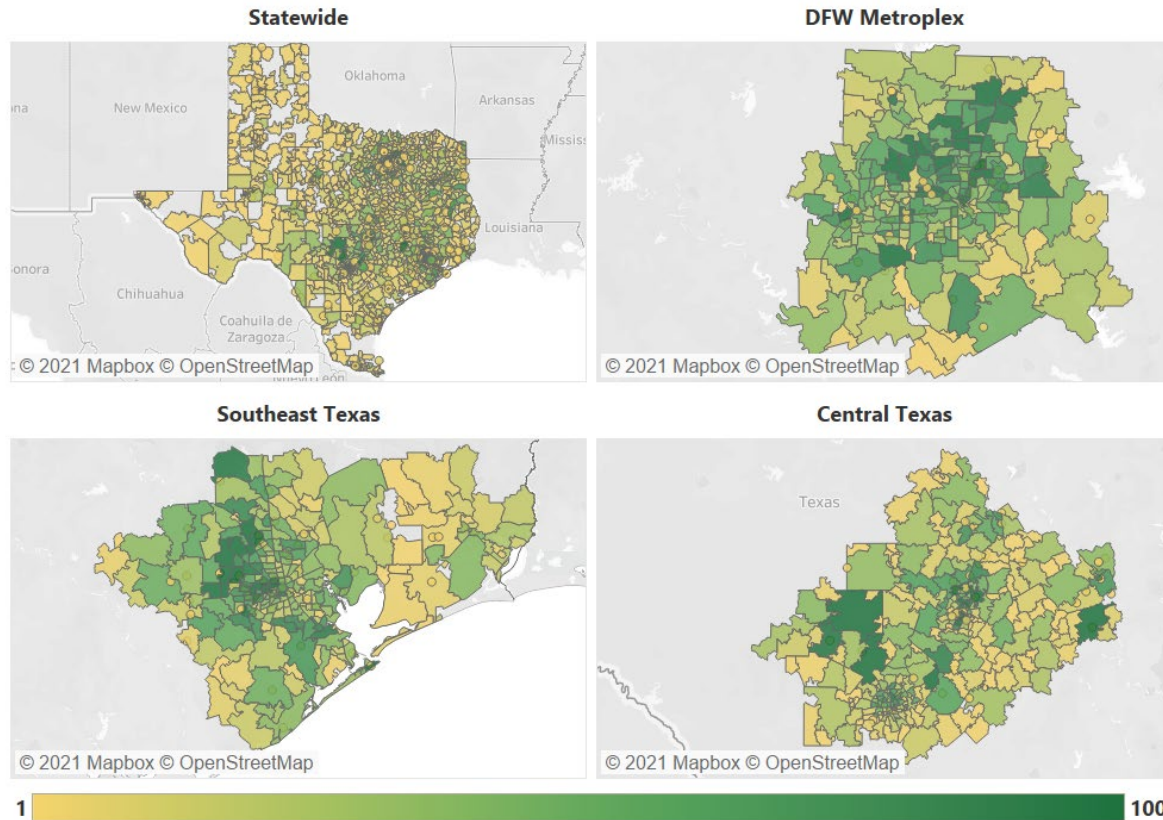 Statewide
DFW Metroplex
Oklahoma
New Mexico
Arkansas
Louisiana
Chihuahua
Coahuila de
Zaragoza
© 2021 Mapbox © OpenStreetMap
© 2021 Mapbox © OpenStreetMap
Southeast Texas
Central Texas
Texas
© 2021 Mapbox © OpenStreetMap
© 2021 Mapbox © OpenStreetMap
1
100